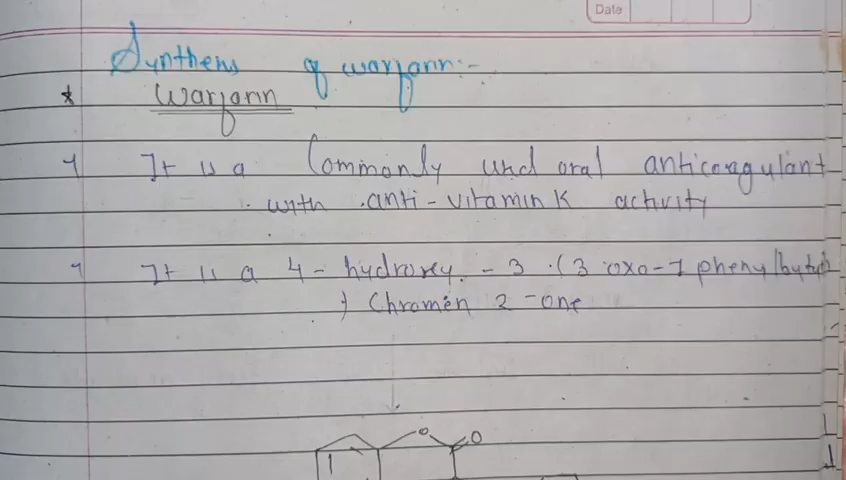 Date
Synthesis of warfarin :-
* Warfarin
→ It is a Commonly used oral anticoagulant
with anti-vitamin K activity
→ It is a 4-hydroxy-3 (3 oxo-1 phenylbutyl
) Chromen 2-one
O O